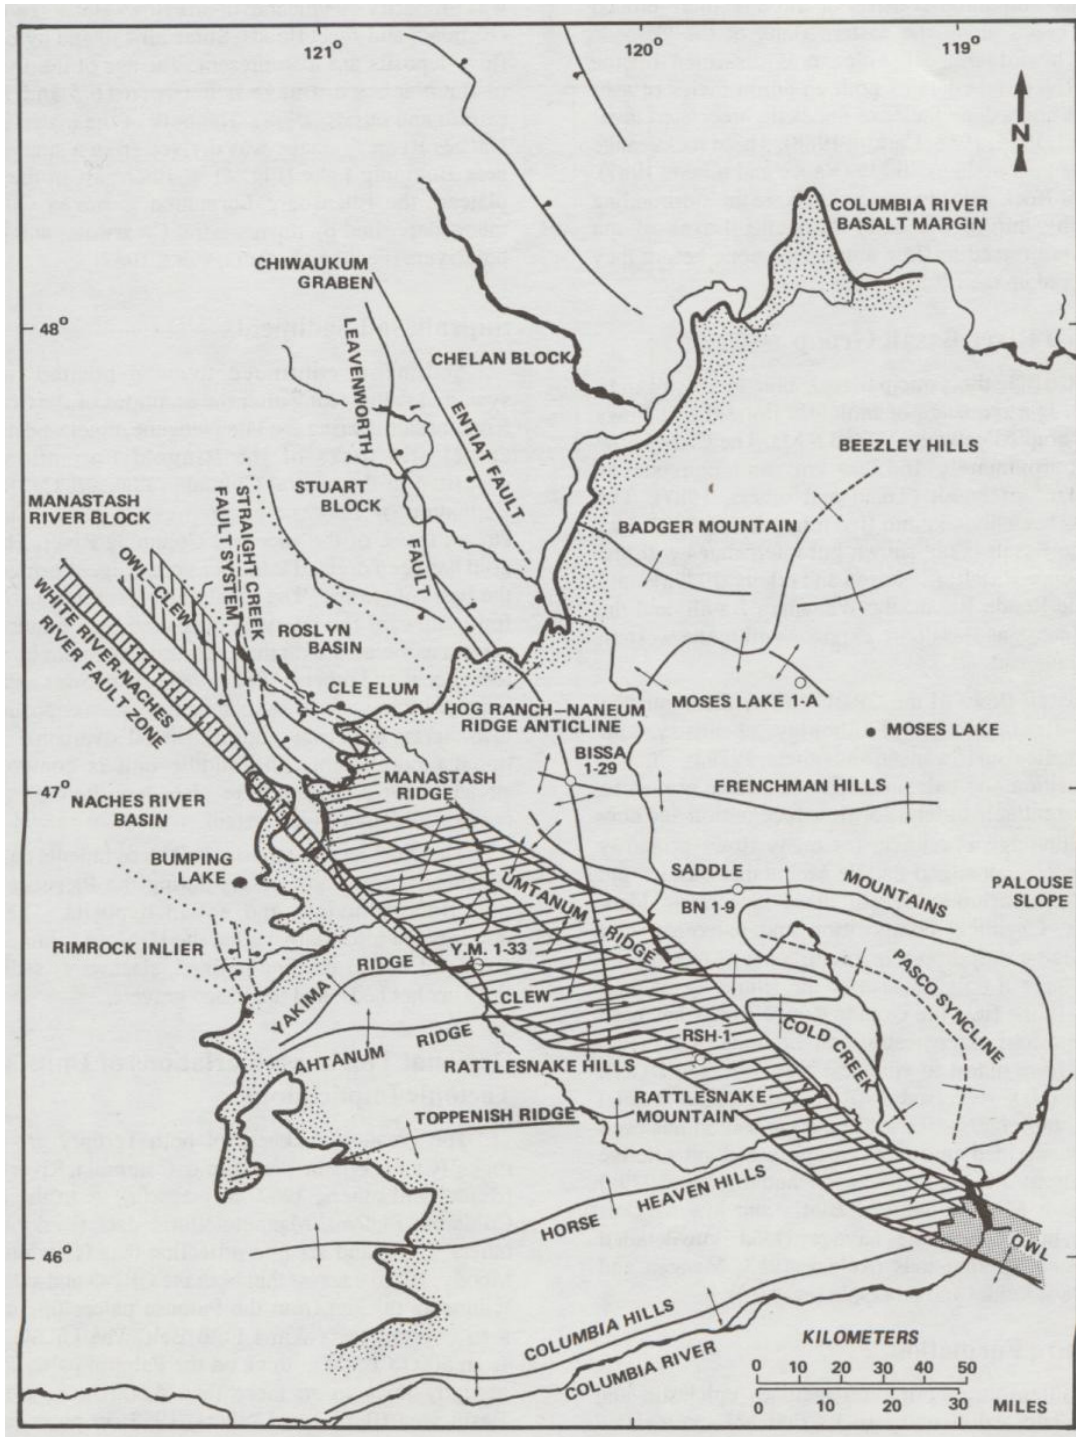 121°
120°
119°
N
COLUMBIA RIVER
BASALT MARGIN
CHIWAUKUM
GRABEN
48°
LEAVENWORTH
FAULT
CHELAN BLOCK
ENTIAT FAULT
BEEZLEY HILLS
MANASTASH
RIVER BLOCK
STRAIGHT CREEK
FAULT SYSTEM
STUART
BLOCK
BADGER MOUNTAIN
OWL-CLEW
WHITE RIVER-NACHES
RIVER FAULT ZONE
ROSLYN
BASIN
CLE ELUM
MOSES LAKE 1-A
HOG RANCH-NANEUM
RIDGE ANTICLINE
MOSES LAKE
BISSA
1-29
MANASTASH
RIDGE
47°
FRENCHMAN HILLS
NACHES RIVER
BASIN
BUMPING
LAKE
UMTANUM
RIDGE
SADDLE
MOUNTAINS
BN 1-9
PALOUSE
SLOPE
RIMROCK INLIER
YAKIMA
RIDGE
Y.M. 1-33
PASCO SYNCLINE
CLEW
AHTANUM
RIDGE
RSH-1
COLD CREEK
RATTLESNAKE HILLS
RATTLESNAKE
MOUNTAIN
TOPPENISH RIDGE
HORSE
HEAVEN HILLS
46°
OWL
COLUMBIA HILLS
COLUMBIA RIVER
KILOMETERS
0 10 20 30 40 50
0 10 20 30 MILES